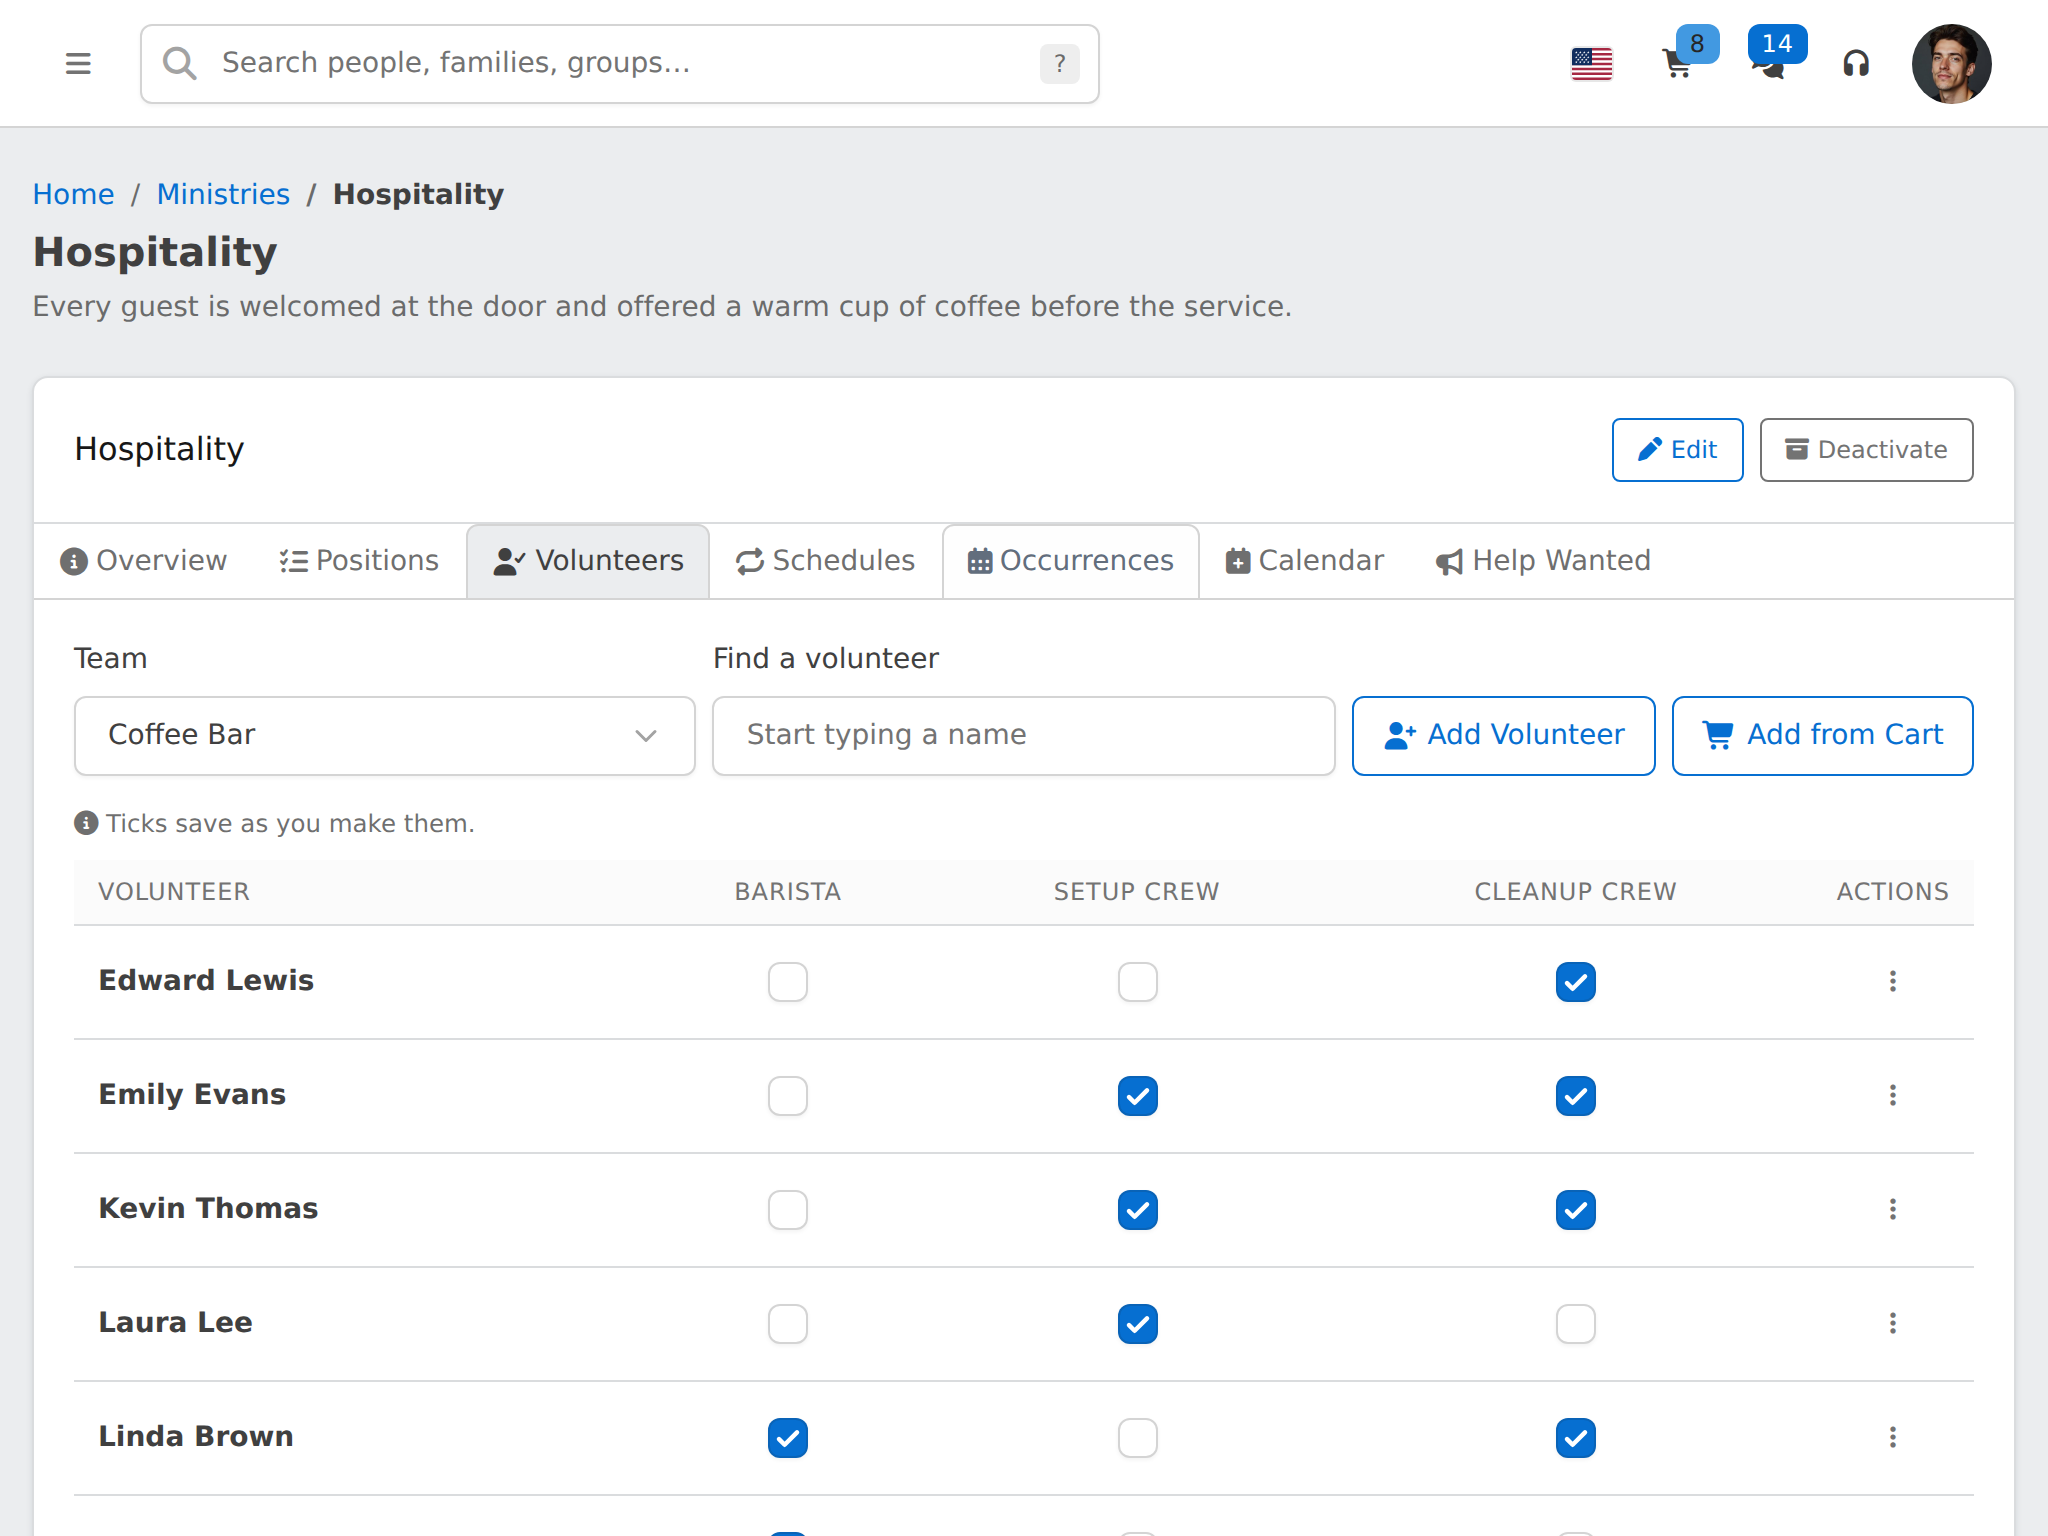 Search people, families, groups... ?
8
14
Home / Ministries / Hospitality
Hospitality
Every guest is welcomed at the door and offered a warm cup of coffee before the service.
Hospitality
Edit
Deactivate
Overview
Positions
Volunteers
Schedules
Occurrences
Calendar
Help Wanted
Team
Find a volunteer
Coffee Bar
Start typing a name
Add Volunteer
Add from Cart
Ticks save as you make them.
VOLUNTEER BARISTA SETUP CREW CLEANUP CREW ACTIONS
Edward Lewis
Emily Evans
Kevin Thomas
Laura Lee
Linda Brown